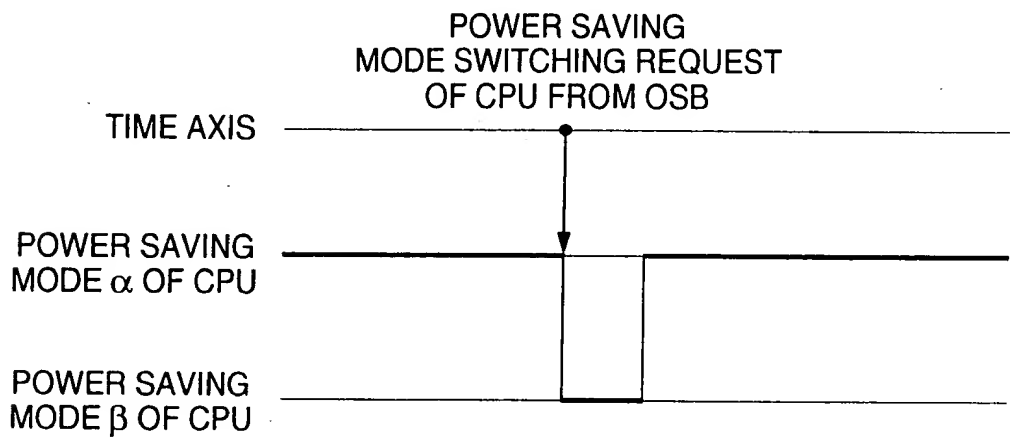 POWER SAVING
MODE SWITCHING REQUEST
OF CPU FROM OSB
TIME AXIS
POWER SAVING
MODE α OF CPU
POWER SAVING
MODE β OF CPU